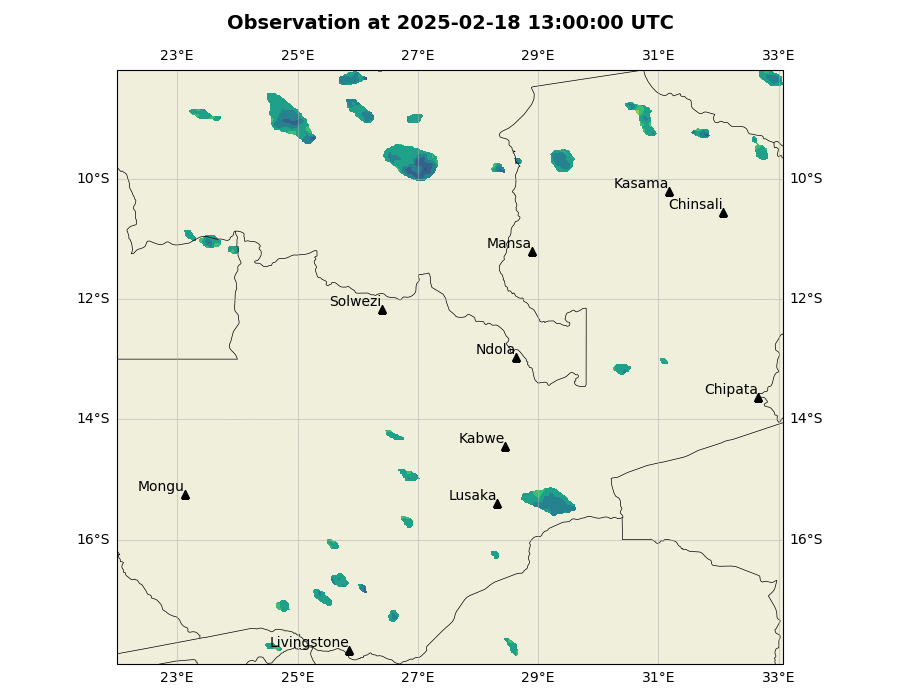 Observation at 2025-02-18 13:00:00 UTC
23°E 25°E 27°E 29°E 31°E 33°E
10°S 10°S
Kasama
Chinsali
Mansa
12°S 12°S
Solwezi
Ndola
Chipata
14°S 14°S
Kabwe
Mongu
Lusaka
16°S 16°S
Livingstone
23°E 25°E 27°E 29°E 31°E 33°E